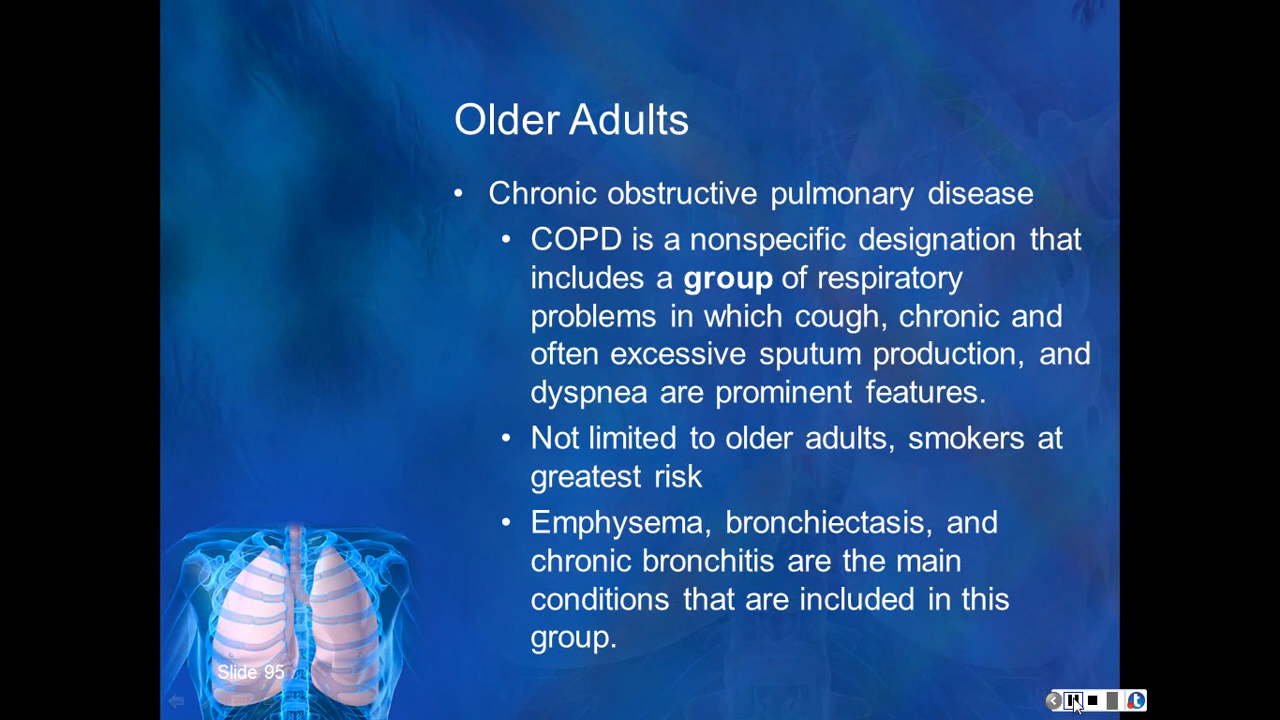 Older Adults
• Chronic obstructive pulmonary disease
• COPD is a nonspecific designation that
includes a group of respiratory
problems in which cough, chronic and
often excessive sputum production, and
dyspnea are prominent features.
• Not limited to older adults, smokers at
greatest risk
• Emphysema, bronchiectasis, and
chronic bronchitis are the main
conditions that are included in this
group.
Slide 95
t